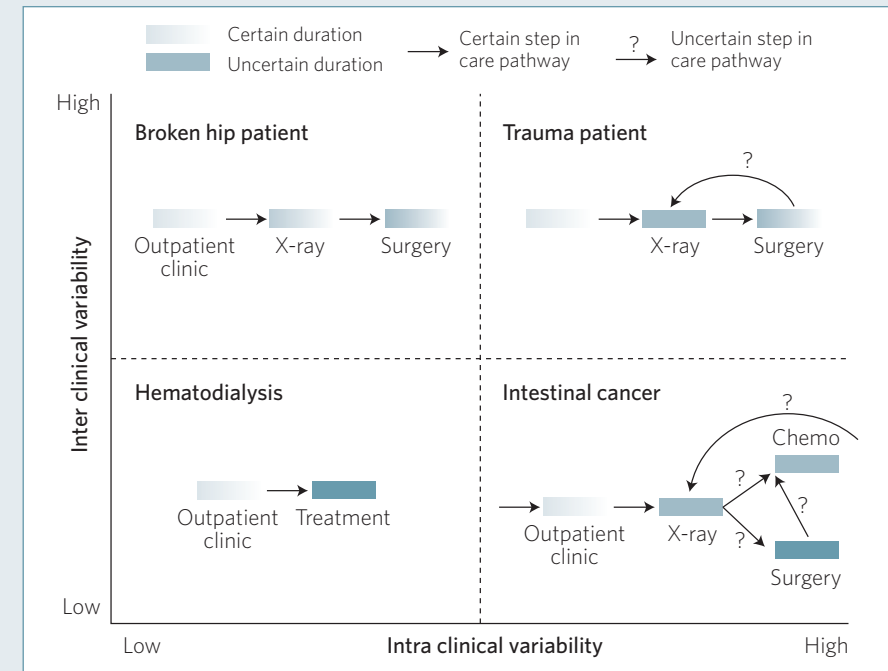 Certain duration
Uncertain duration
Certain step in
care pathway
?
Uncertain step in
care pathway
High
Inter clinical variability
Low
Broken hip patient
Outpatient
clinic
X-ray
Surgery
Trauma patient
?
X-ray
Surgery
Hematodialysis
Outpatient
clinic
Treatment
Intestinal cancer
?
Chemo
?
?
?
Outpatient
clinic
X-ray
Surgery
Low
Intra clinical variability
High